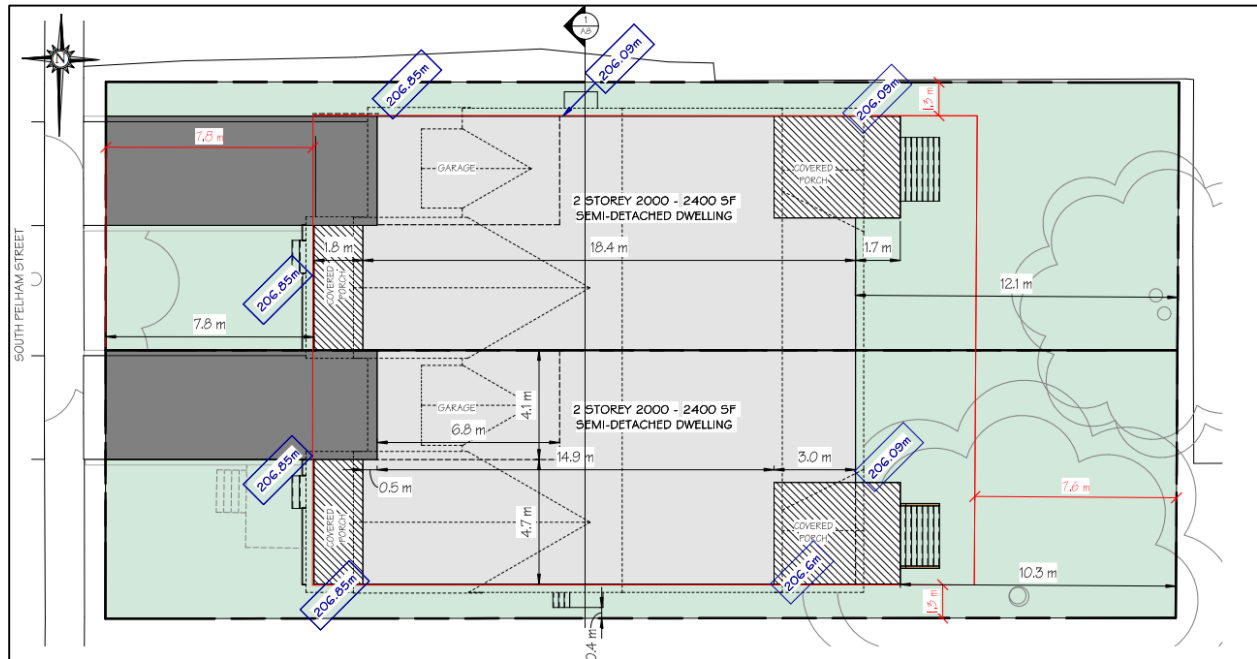 1
A8
N
206.85m
206.09m
206.09m
1.3 m
7.8 m
GARAGE
COVERED
PORCH
2 STOREY 2000 - 2400 SF
SEMI-DETACHED DWELLING
1.8 m
18.4 m
1.7 m
SOUTH PELHAM STREET
206.85m
COVERED
PORCH
12.1 m
7.8 m
GARAGE
4.1 m
2 STOREY 2000 - 2400 SF
SEMI-DETACHED DWELLING
6.8 m
14.9 m
3.0 m
206.09m
206.85m
0.5 m
7.6 m
4.7 m
COVERED
PORCH
COVERED
PORCH
206.85m
206.6m
10.3 m
1.3 m
0.4 m